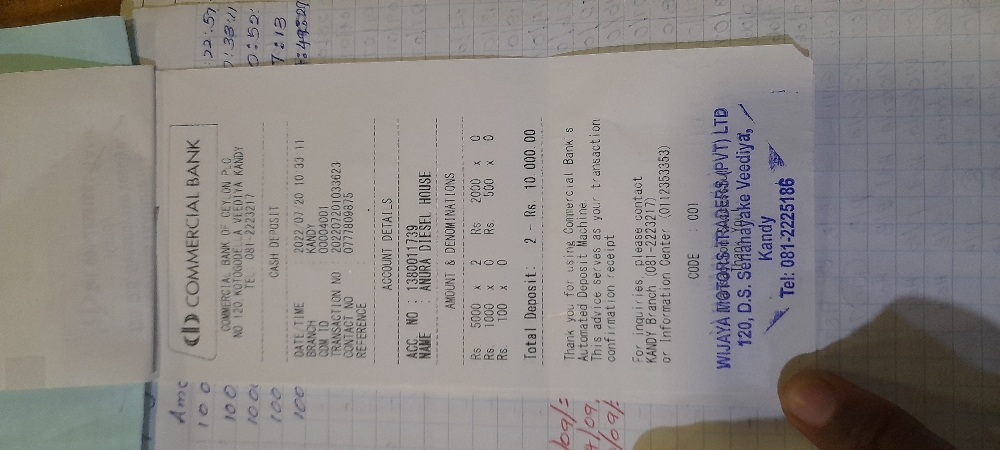 COMMERCIAL BANK
COMMERCIAL BANK OF CEYLON PLC
NO 120 KOTUGODELLA VEEDIYA KANDY
TEL: 081-2223217
CASH DEPOSIT
DATE/TIME : 2022/07/20 10:33:11
BRANCH : KANDY
CDM ID : 00004001
TRANSACTION NO : 202207201033623
CONTACT NO : 0777809875
REFERENCE :
ACCOUNT DETAILS
ACC NO : 1380011739
NAME : ANURA DIESEL HOUSE
AMOUNT & DENOMINATIONS
Rs 5000 x 2 Rs 2000 x 0
Rs 1000 x 0 Rs 500 x 0
Rs 100 x 0
Total Deposit: 2 - Rs 10 000.00
Thank you for using Commercial Bank s
Automated Deposit Machine
This advice serves as your transaction
confirmation receipt
For inquiries, please contact
KANDY Branch (081-2223217)
or Information Center (0112353353)
CODE : 001
WIJAYA MOTORS TRADERS (PVT) LTD
120, D.S. Senanayake Veediya,
Kandy
Tel: 081-2225186